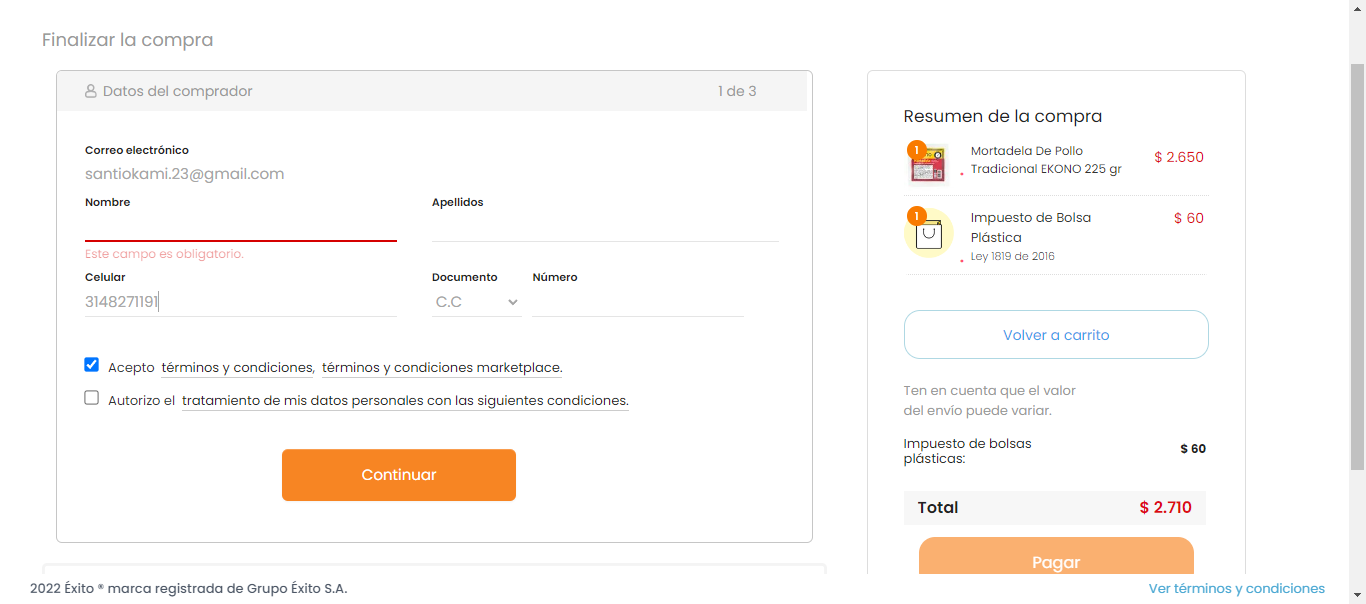 Finalizar la compra
Datos del comprador
1 de 3
Correo electrónico
santiokami.23@gmail.com
Nombre
Apellidos
Este campo es obligatorio.
Celular
Documento
Número
3148271191
C.C
Acepto términos y condiciones, términos y condiciones marketplace.
Autorizo el tratamiento de mis datos personales con las siguientes condiciones.
Continuar
Resumen de la compra
1
Mortadela De Pollo
Tradicional EKONO 225 gr
$ 2.650
1
Impuesto de Bolsa
Plástica
$ 60
Ley 1819 de 2016
Volver a carrito
Ten en cuenta que el valor
del envío puede variar.
Impuesto de bolsas
plásticas:
$ 60
Total
$ 2.710
Pagar
2022 Éxito ® marca registrada de Grupo Éxito S.A.
Ver términos y condiciones